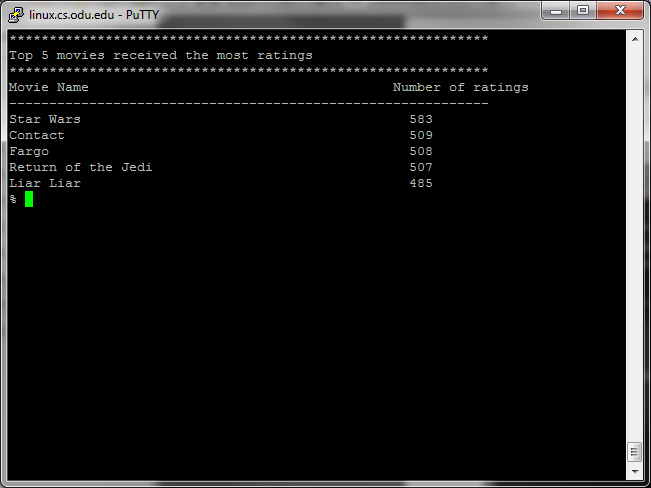 linux.cs.odu.edu - PuTTY
************************************************************
Top 5 movies received the most ratings
************************************************************
Movie Name                                      Number of ratings
------------------------------------------------------------
Star Wars                                         583
Contact                                           509
Fargo                                             508
Return of the Jedi                                507
Liar Liar                                         485
%